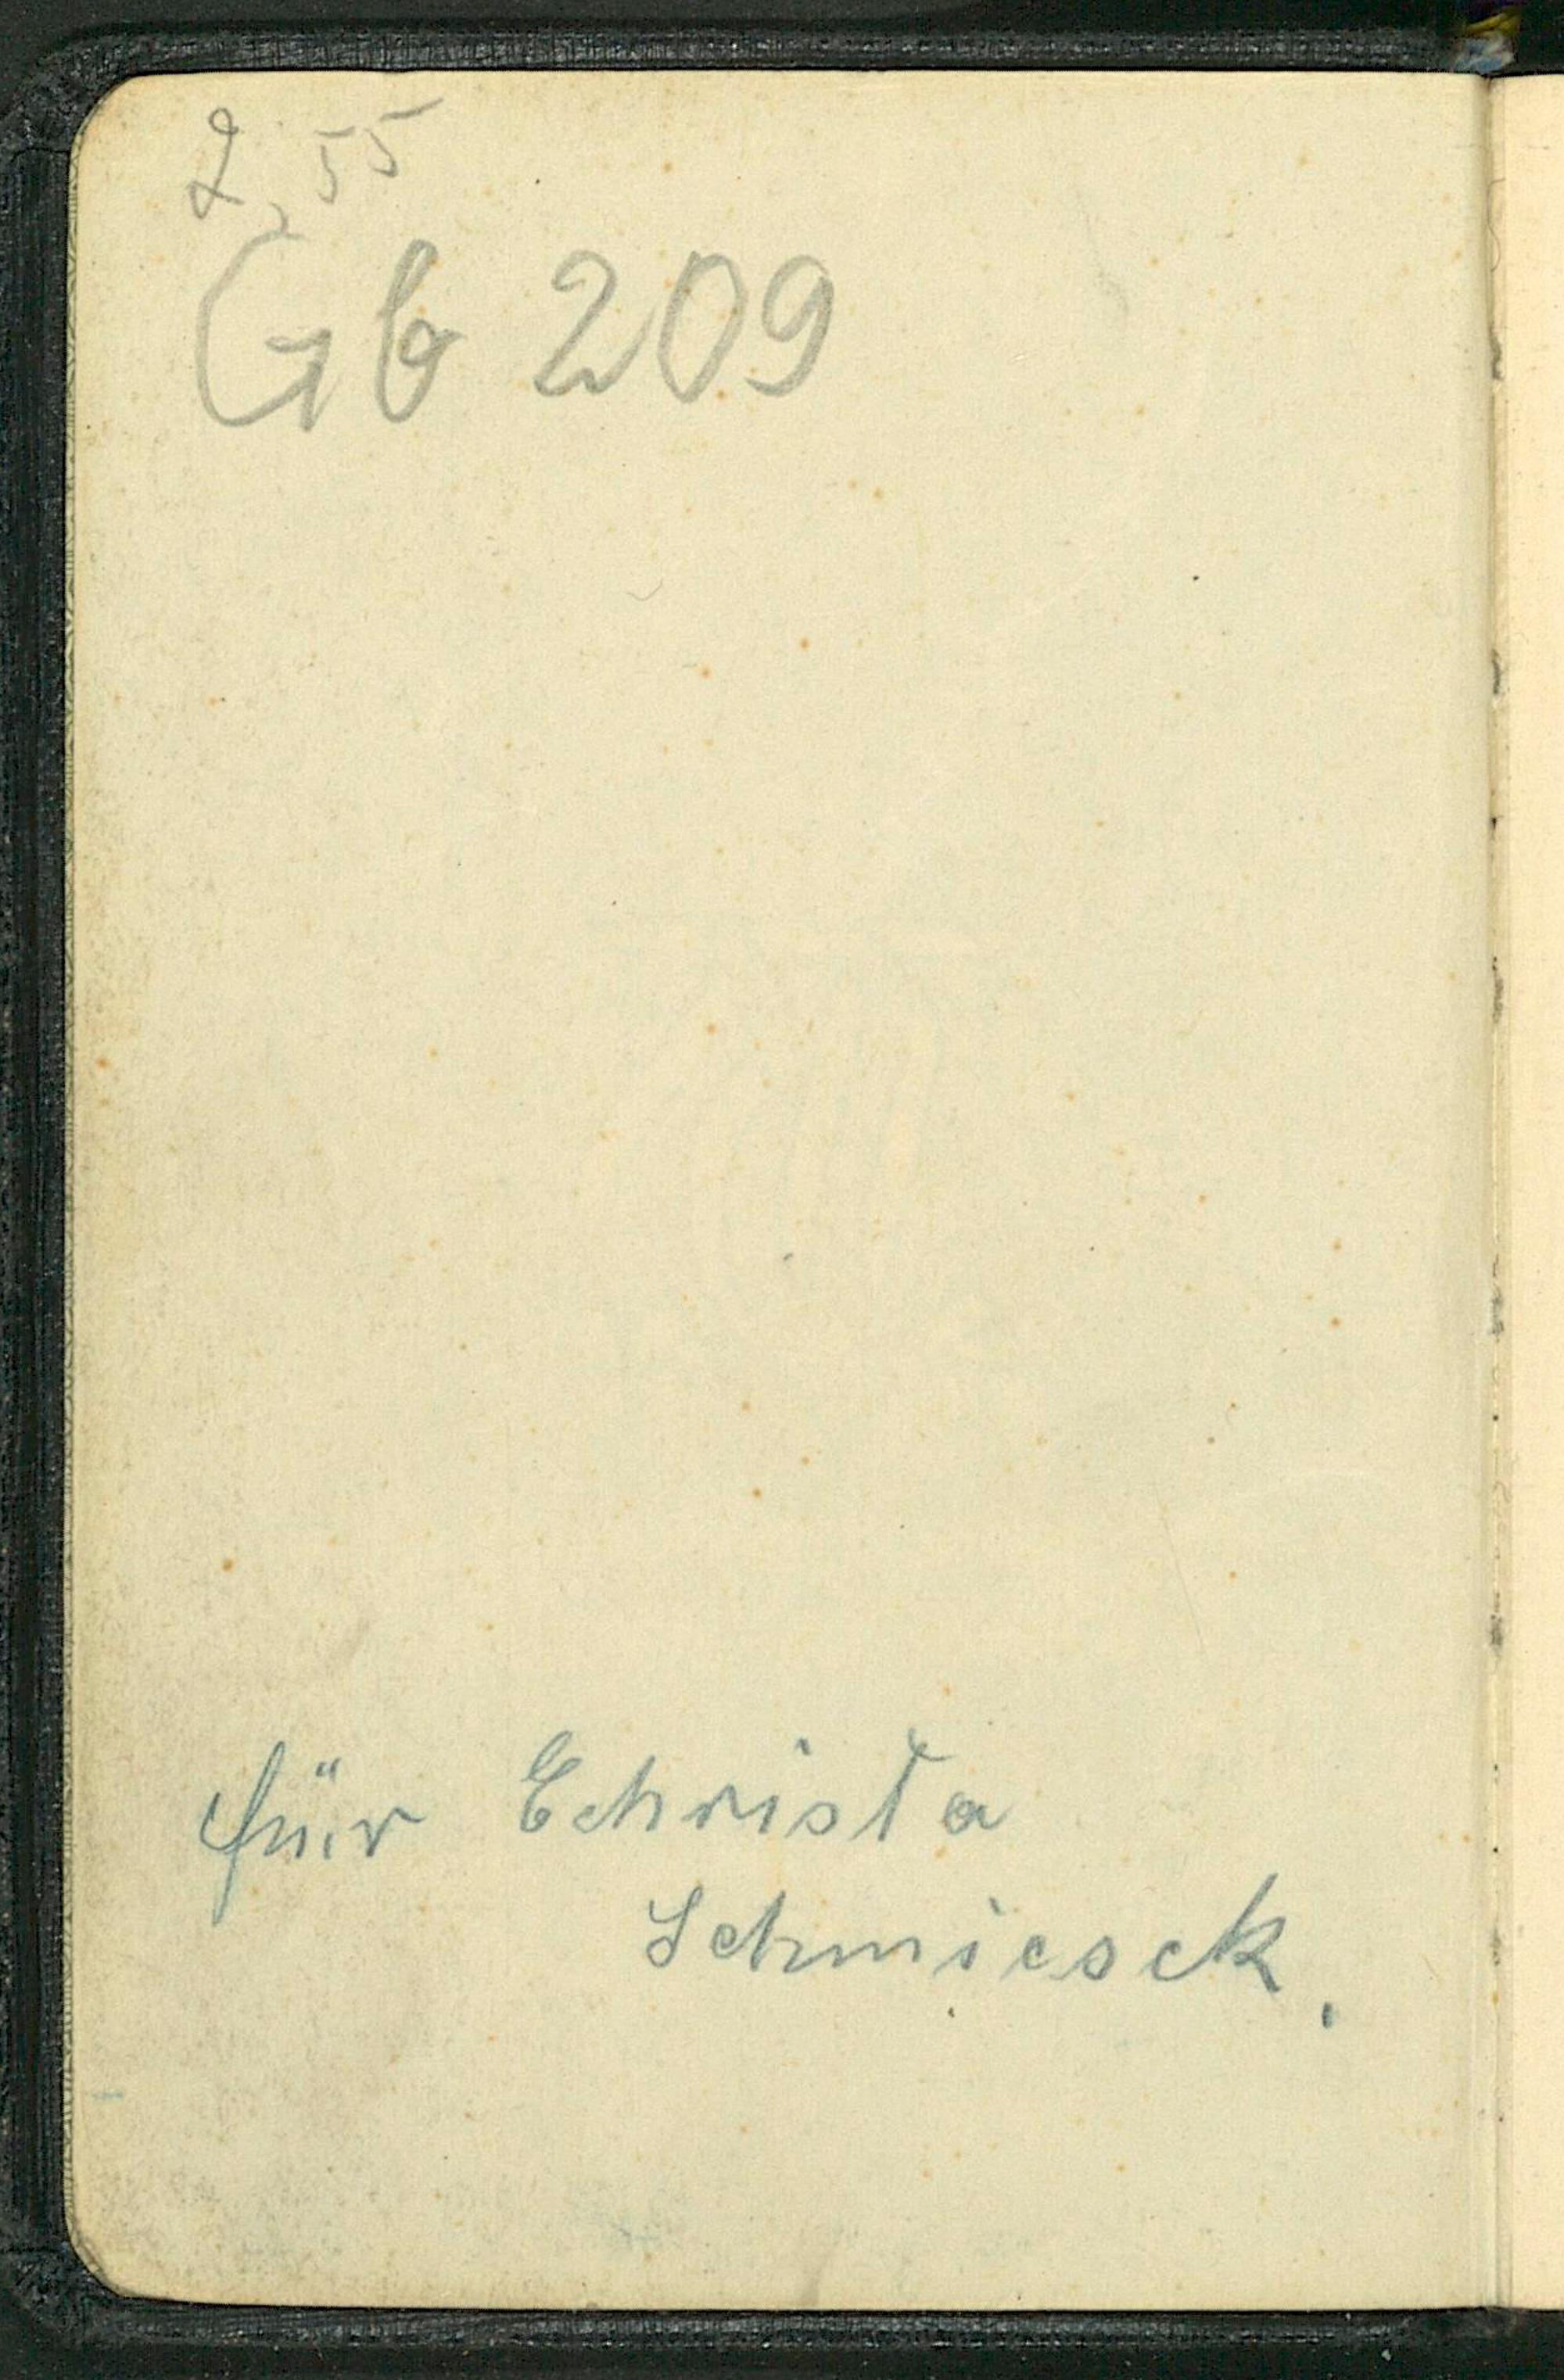 2,55
Gb 209
für Christa
Schmiesck.